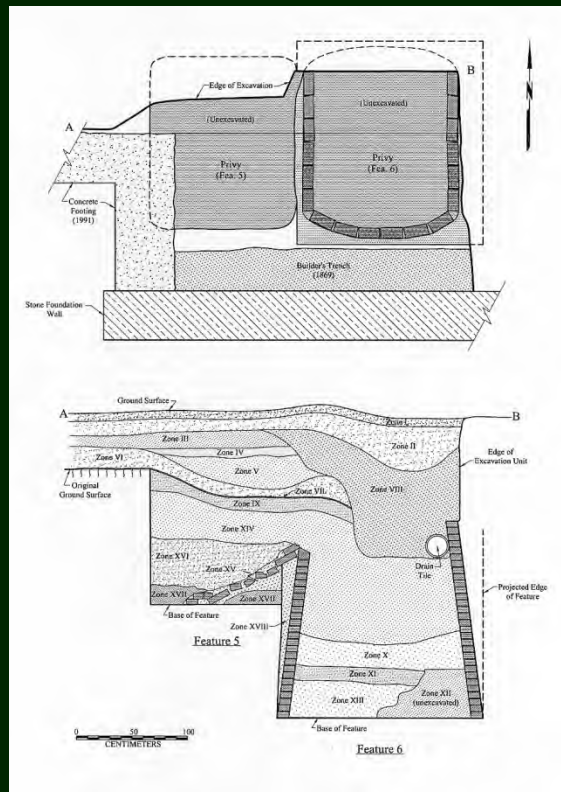 Edge of Excavation
B
N
(Unexcavated)
(Unexcavated)
A
Privy
(Fea. 5)
Privy
(Fea. 6)
Concrete
Footing
(1991)
Builder's Trench
(1869)
Stone Foundation
Wall
A
Ground Surface
B
Zone I
Zone II
Zone III
Zone IV
Zone VI
Zone V
Edge of
Excavation Unit
Zone VIII
Zone VII
Original
Ground Surface
Zone IX
Zone XIV
Zone XVI
Zone XV
Drain
Tile
Zone XVII
Zone XVII
Projected Edge
of Feature
Base of Feature
Zone XVIII
Feature 5
Zone X
Zone XI
Zone XII
(unexcavated)
Zone XIII
Base of Feature
0 50 100
CENTIMETERS
Feature 6